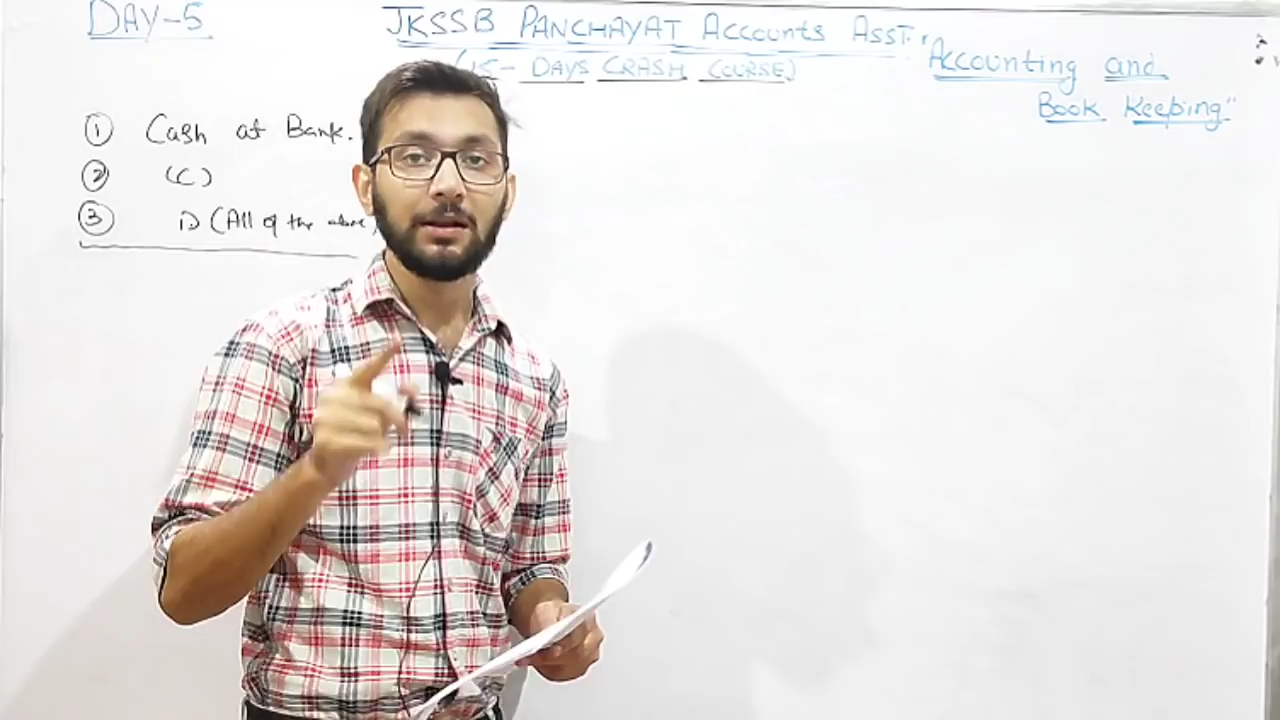 DAY-5
JKSSB PANCHAYAT Accounts ASST.
(15- DAYS CRASH COURSE)
"Accounting and
Book Keeping"
① Cash at Bank.
② (C)
③ D (All of the above)